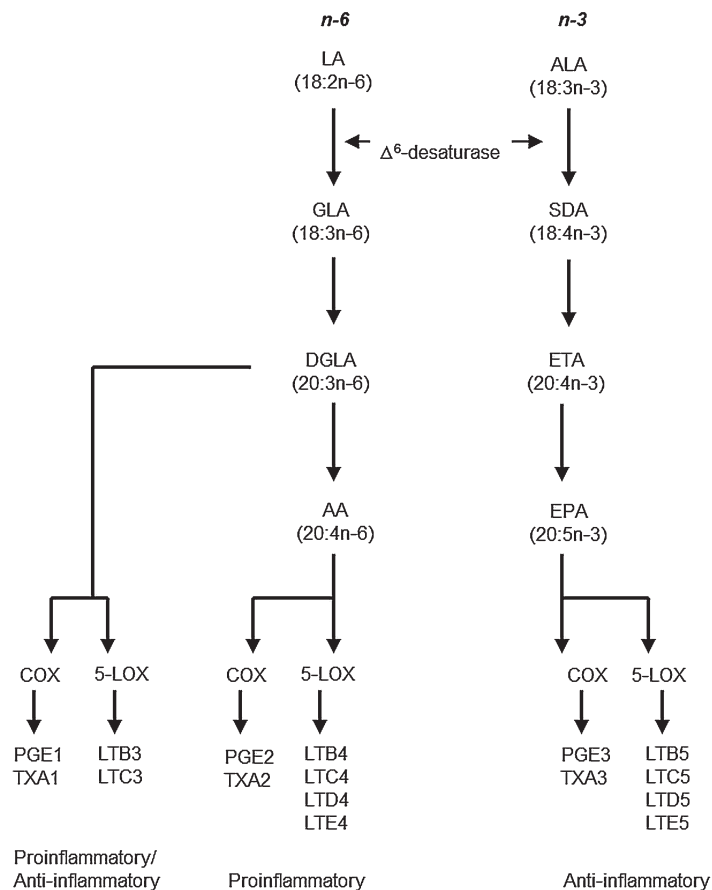 n-6
n-3
LA
(18:2n-6)
ALA
(18:3n-3)
Δ⁶-desaturase
GLA
(18:3n-6)
SDA
(18:4n-3)
DGLA
(20:3n-6)
ETA
(20:4n-3)
AA
(20:4n-6)
EPA
(20:5n-3)
COX
5-LOX
COX
5-LOX
COX
5-LOX
PGE1
TXA1
LTB3
LTC3
PGE2
TXA2
LTB4
LTC4
LTD4
LTE4
PGE3
TXA3
LTB5
LTC5
LTD5
LTE5
Proinflammatory/
Anti-inflammatory
Proinflammatory
Anti-inflammatory